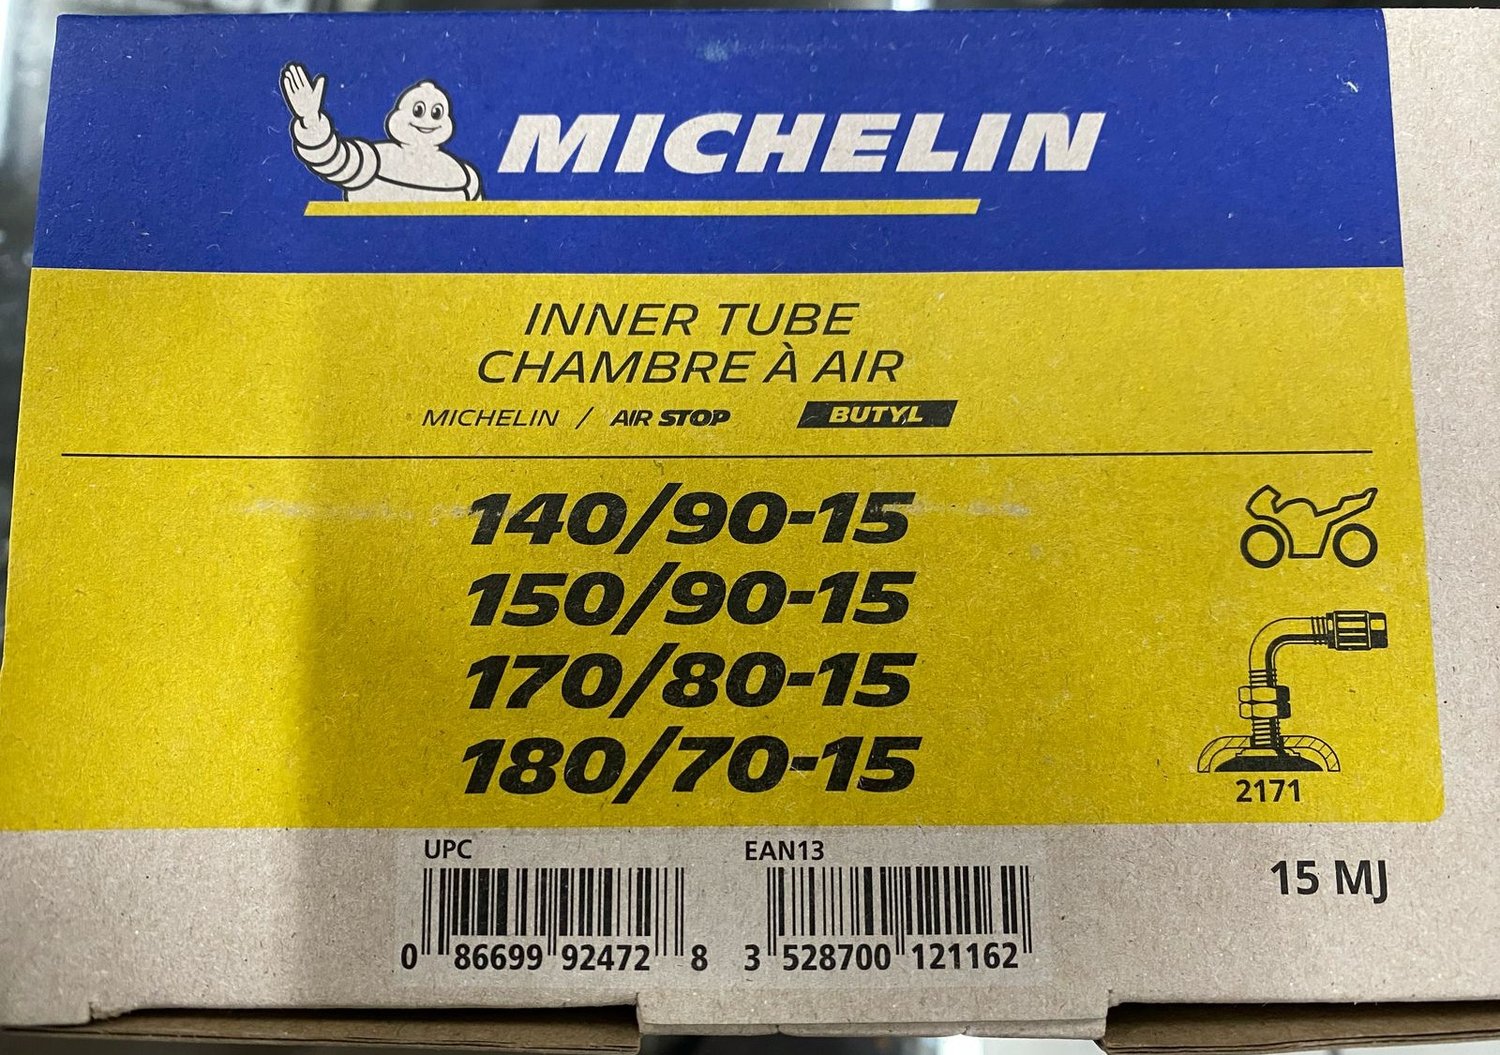 MICHELIN
INNER TUBE
CHAMBRE À AIR
MICHELIN / AIR STOP BUTYL
140/90-15
150/90-15
170/80-15
180/70-15
2171
UPC EAN13
15 MJ
0 86699 92472 8 3 528700 121162